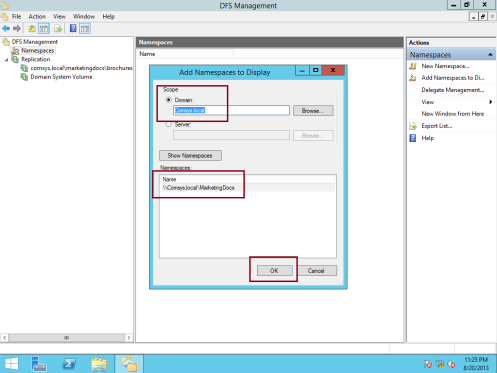 DFS Management
File Action View Window Help
DFS Management
Namespaces
Replication
comsys.local\marketingdocs\brochures
Domain System Volume
Namespaces
Name
Add Namespaces to Display
Scope
Domain:
Comsys.local
Browse...
Server:
Browse...
Show Namespaces
Namespaces:
Name
\\Comsys.local\MarketingDocs
OK
Cancel
Actions
Namespaces
New Namespace...
Add Namespaces to Di...
Delegate Management...
View
New Window from Here
Export List...
Help
11:25 PM
8/20/2013